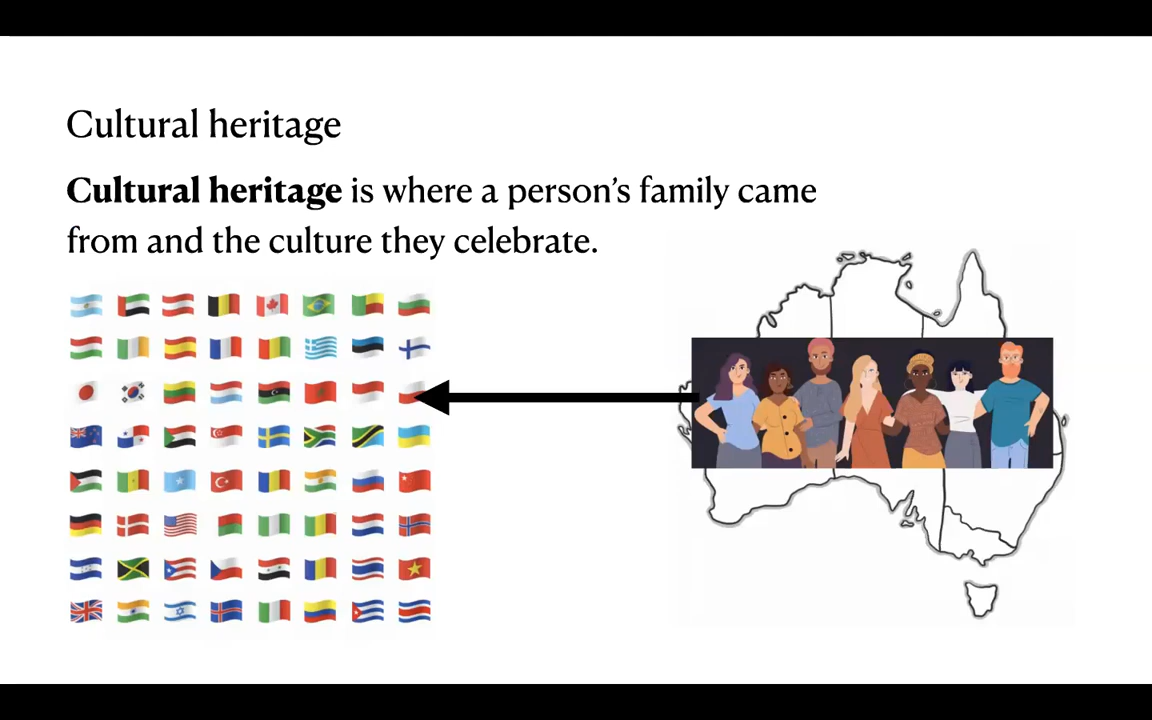 Cultural heritage
Cultural heritage is where a person’s family came
from and the culture they celebrate.